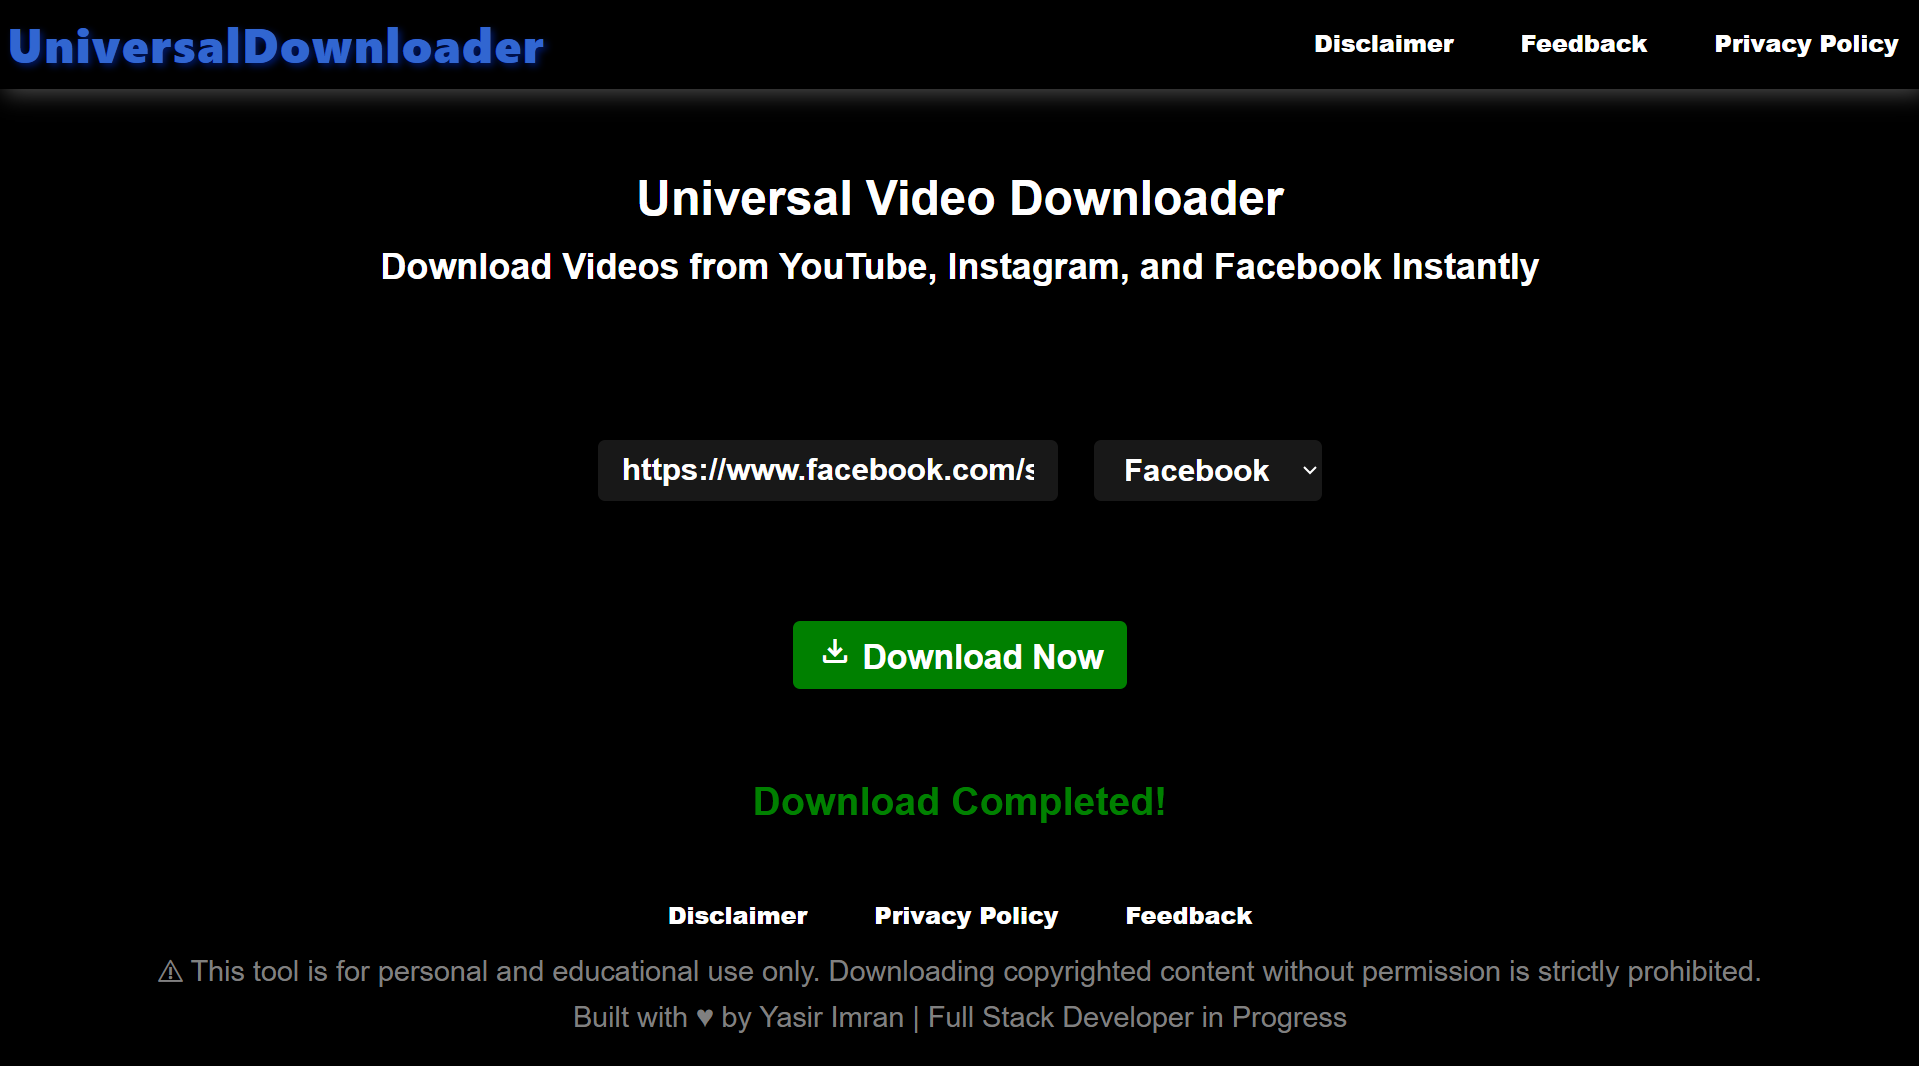 UniversalDownloader
Disclaimer Feedback Privacy Policy
Universal Video Downloader
Download Videos from YouTube, Instagram, and Facebook Instantly
https://www.facebook.com/s Facebook
Download Now
Download Completed!
Disclaimer Privacy Policy Feedback
⚠ This tool is for personal and educational use only. Downloading copyrighted content without permission is strictly prohibited.
Built with ♥ by Yasir Imran | Full Stack Developer in Progress